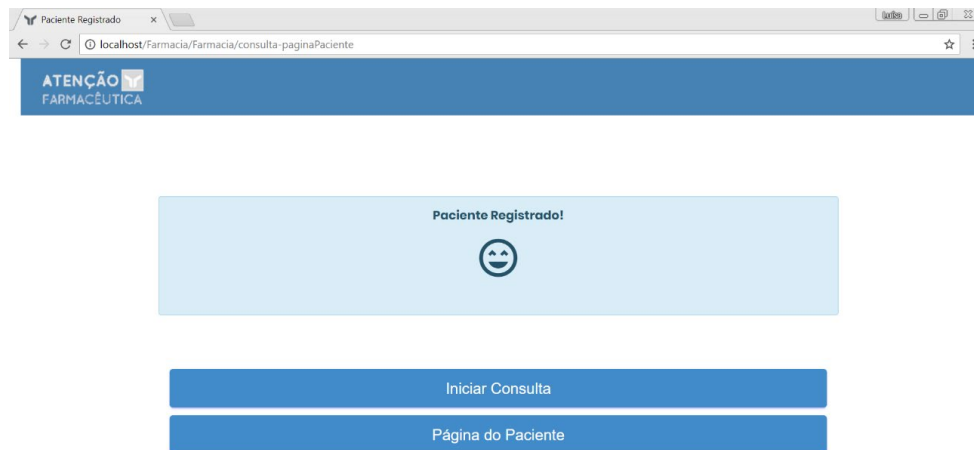 Paciente Registrado
localhost/Farmacia/Farmacia/consulta-paginaPaciente
ATENÇÃO
FARMACÊUTICA
Paciente Registrado!
Iniciar Consulta
Página do Paciente